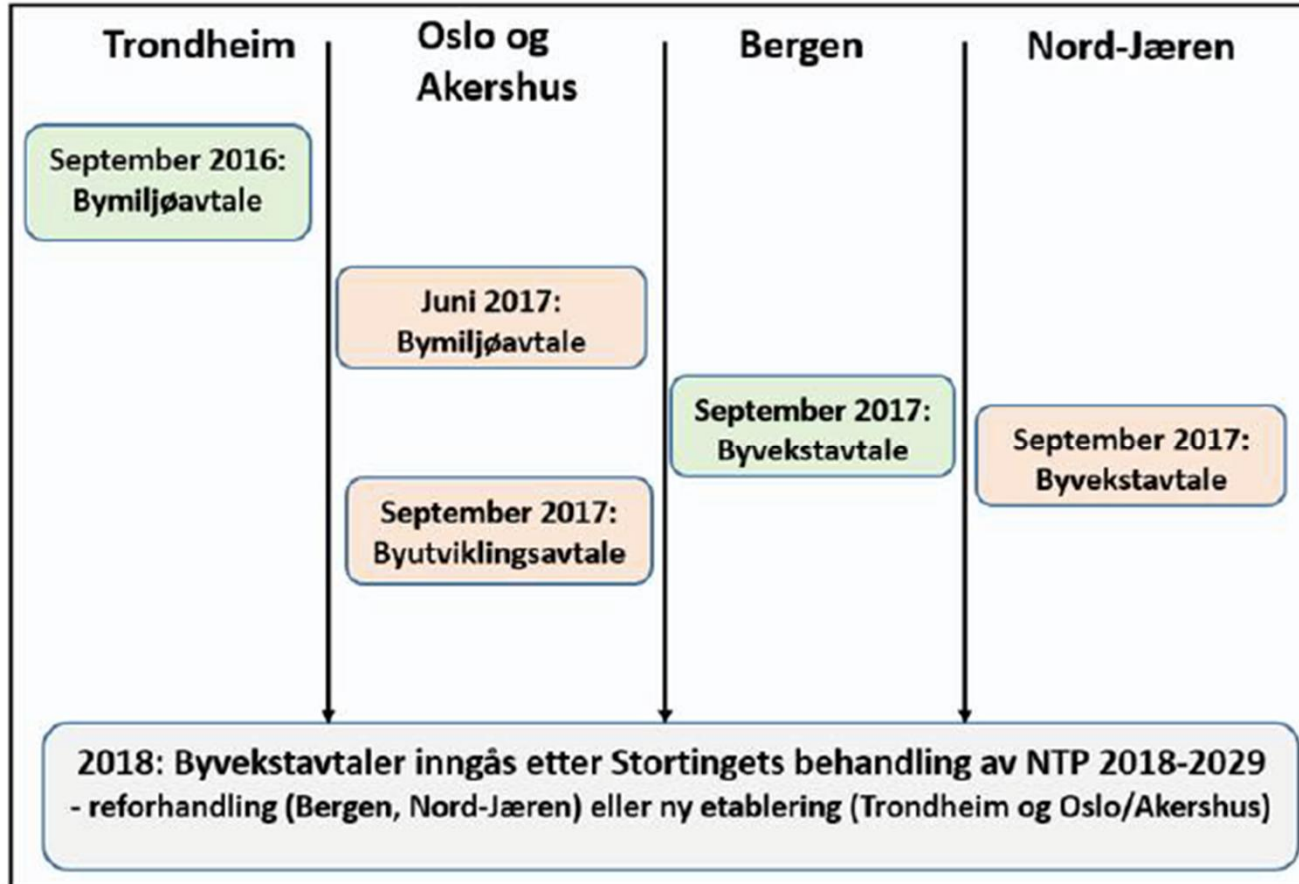 Trondheim
Oslo og
Akershus
Bergen
Nord-Jæren
September 2016:
Bymiljøavtale
Juni 2017:
Bymiljøavtale
September 2017:
Byutviklingsavtale
September 2017:
Byvekstavtale
September 2017:
Byvekstavtale
2018: Byvekstavtaler inngås etter Stortingets behandling av NTP 2018-2029
- reforhandling (Bergen, Nord-Jæren) eller ny etablering (Trondheim og Oslo/Akershus)